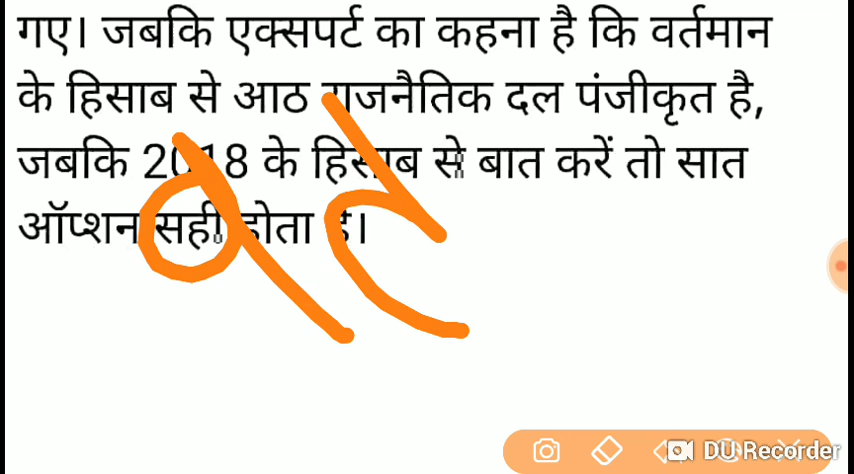 गए। जबकि एक्सपर्ट का कहना है कि वर्तमान
के हिसाब से आठ राजनैतिक दल पंजीकृत है,
जबकि 2018 के हिसाब से बात करें तो सात
ऑप्शन सही होता है।
DU Recorder